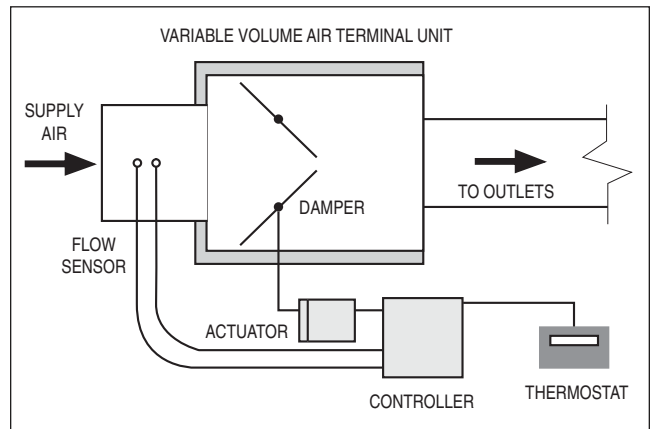 VARIABLE VOLUME AIR TERMINAL UNIT
SUPPLY
AIR
TO OUTLETS
DAMPER
FLOW
SENSOR
ACTUATOR
CONTROLLER
THERMOSTAT